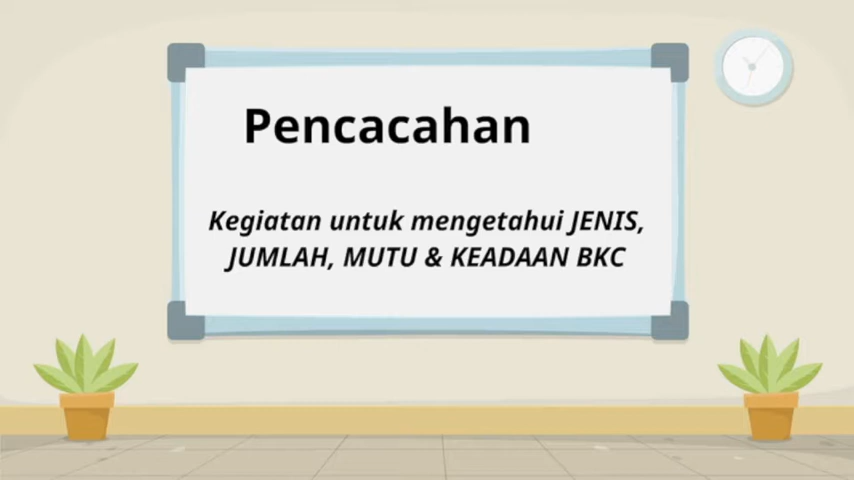 Pencacahan
Kegiatan untuk mengetahui JENIS,
JUMLAH, MUTU & KEADAAN BKC